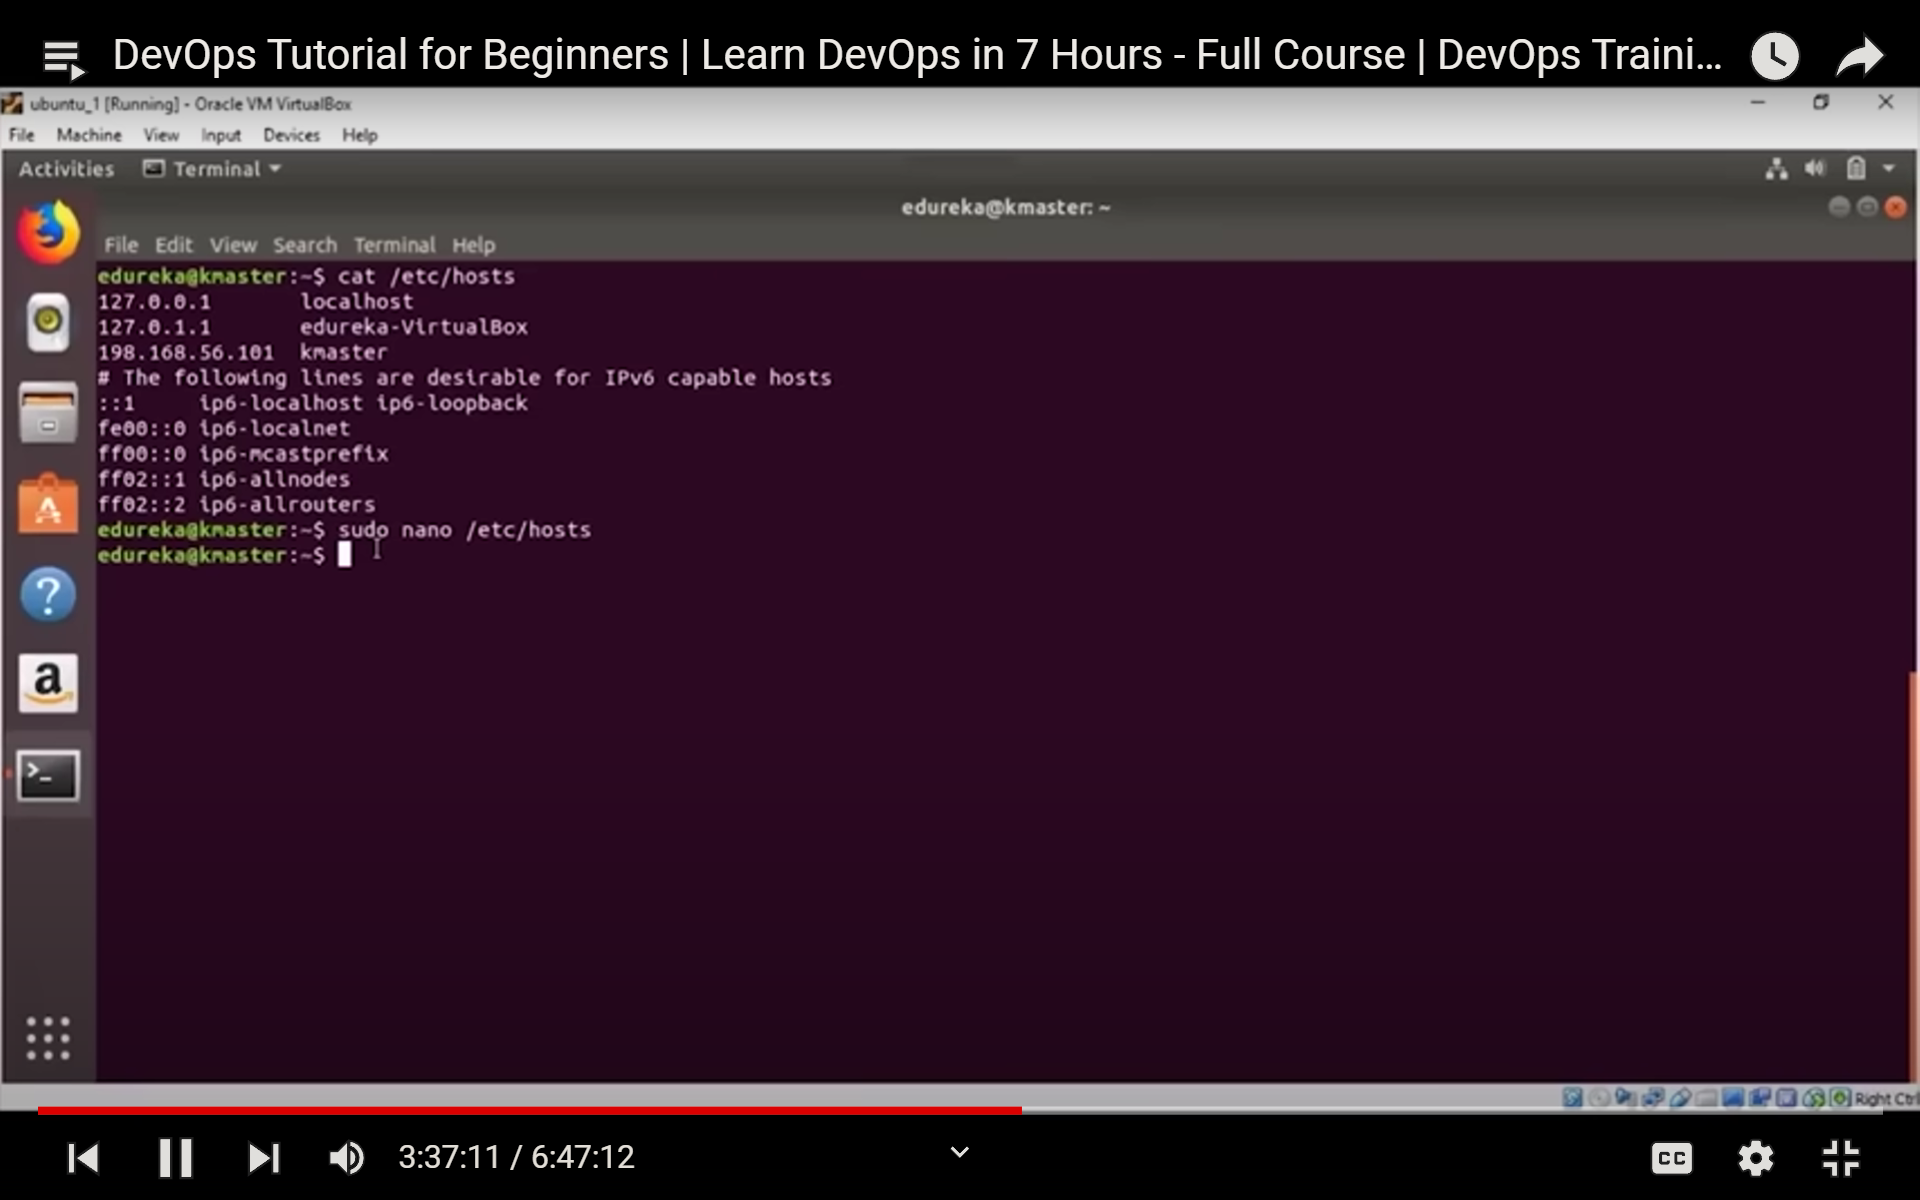 DevOps Tutorial for Beginners | Learn DevOps in 7 Hours - Full Course | DevOps Traini...
ubuntu_1 [Running] - Oracle VM VirtualBox
File Machine View Input Devices Help
Activities Terminal
edureka@kmaster: ~
File Edit View Search Terminal Help
edureka@kmaster:~$ cat /etc/hosts
127.0.0.1 localhost
127.0.1.1 edureka-VirtualBox
198.168.56.101 kmaster
# The following lines are desirable for IPv6 capable hosts
::1 ip6-localhost ip6-loopback
fe00::0 ip6-localnet
ff00::0 ip6-mcastprefix
ff02::1 ip6-allnodes
ff02::2 ip6-allrouters
edureka@kmaster:~$ sudo nano /etc/hosts
edureka@kmaster:~$
a
Right Ctrl
3:37:11 / 6:47:12
CC